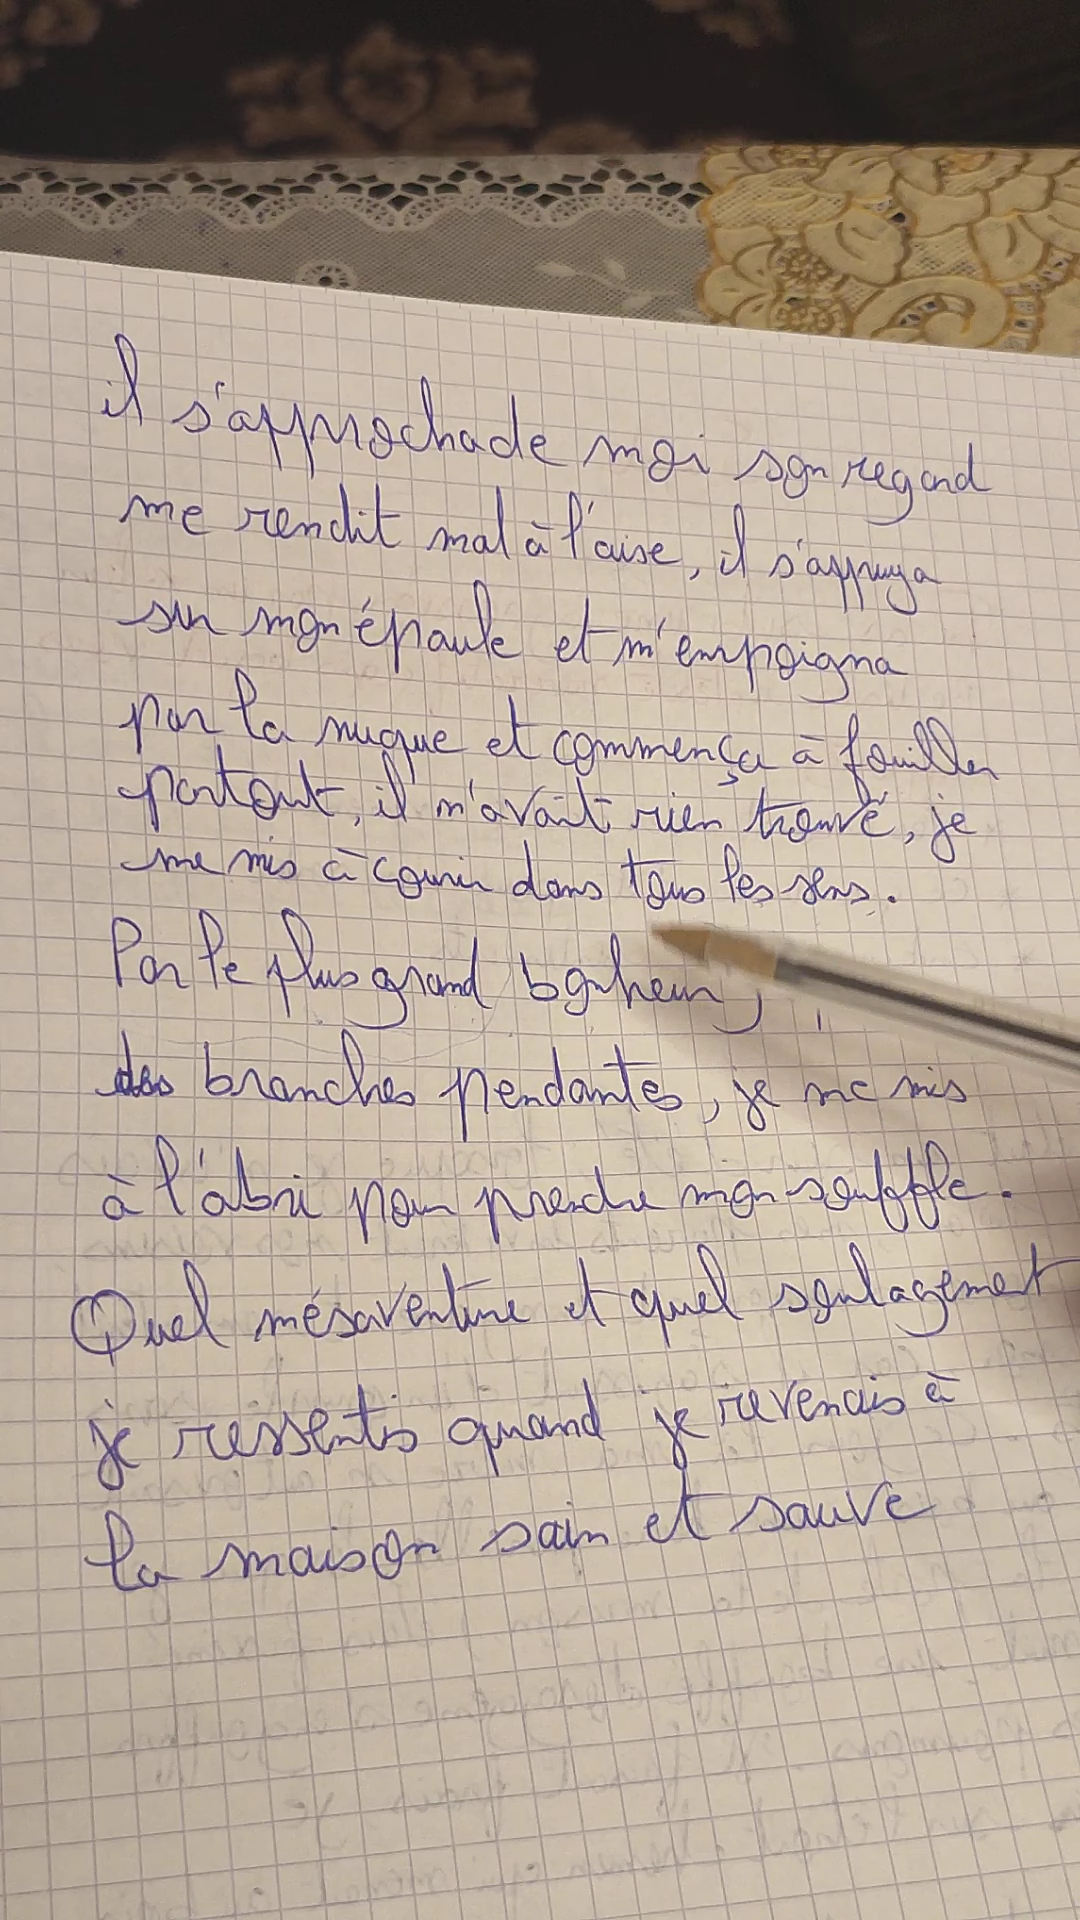 il s'approcha de moi son regard
me rendit mal à l'aise, il s'appuya
sur mon épaule et m'empoigna
par la nuque et commença à fouiller
partout, il n'avait rien trouvé, je
me mis à courir dans tous les sens.
Par le plus grand bonheur,
des branches pendantes, je me mis
à l'abri pour prendre mon souffle.
Quel mésaventure et quel soulagement
je ressentis quand je revenais à
la maison sain et sauve